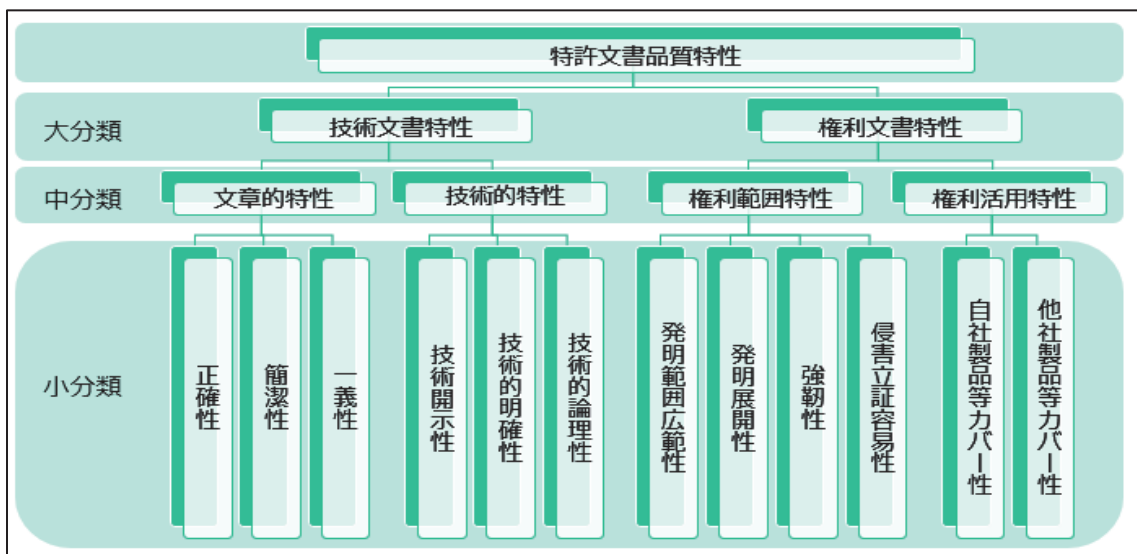 特許文書品質特性
大分類
技術文書特性
権利文書特性
中分類
文章的特性
技術的特性
権利範囲特性
権利活用特性
小分類
正確性
簡潔性
一義性
技術開示性
技術的明確性
技術的論理性
発明範囲広範性
発明展開性
強靭性
侵害立証容易性
自社製品等カバー性
他社製品等カバー性